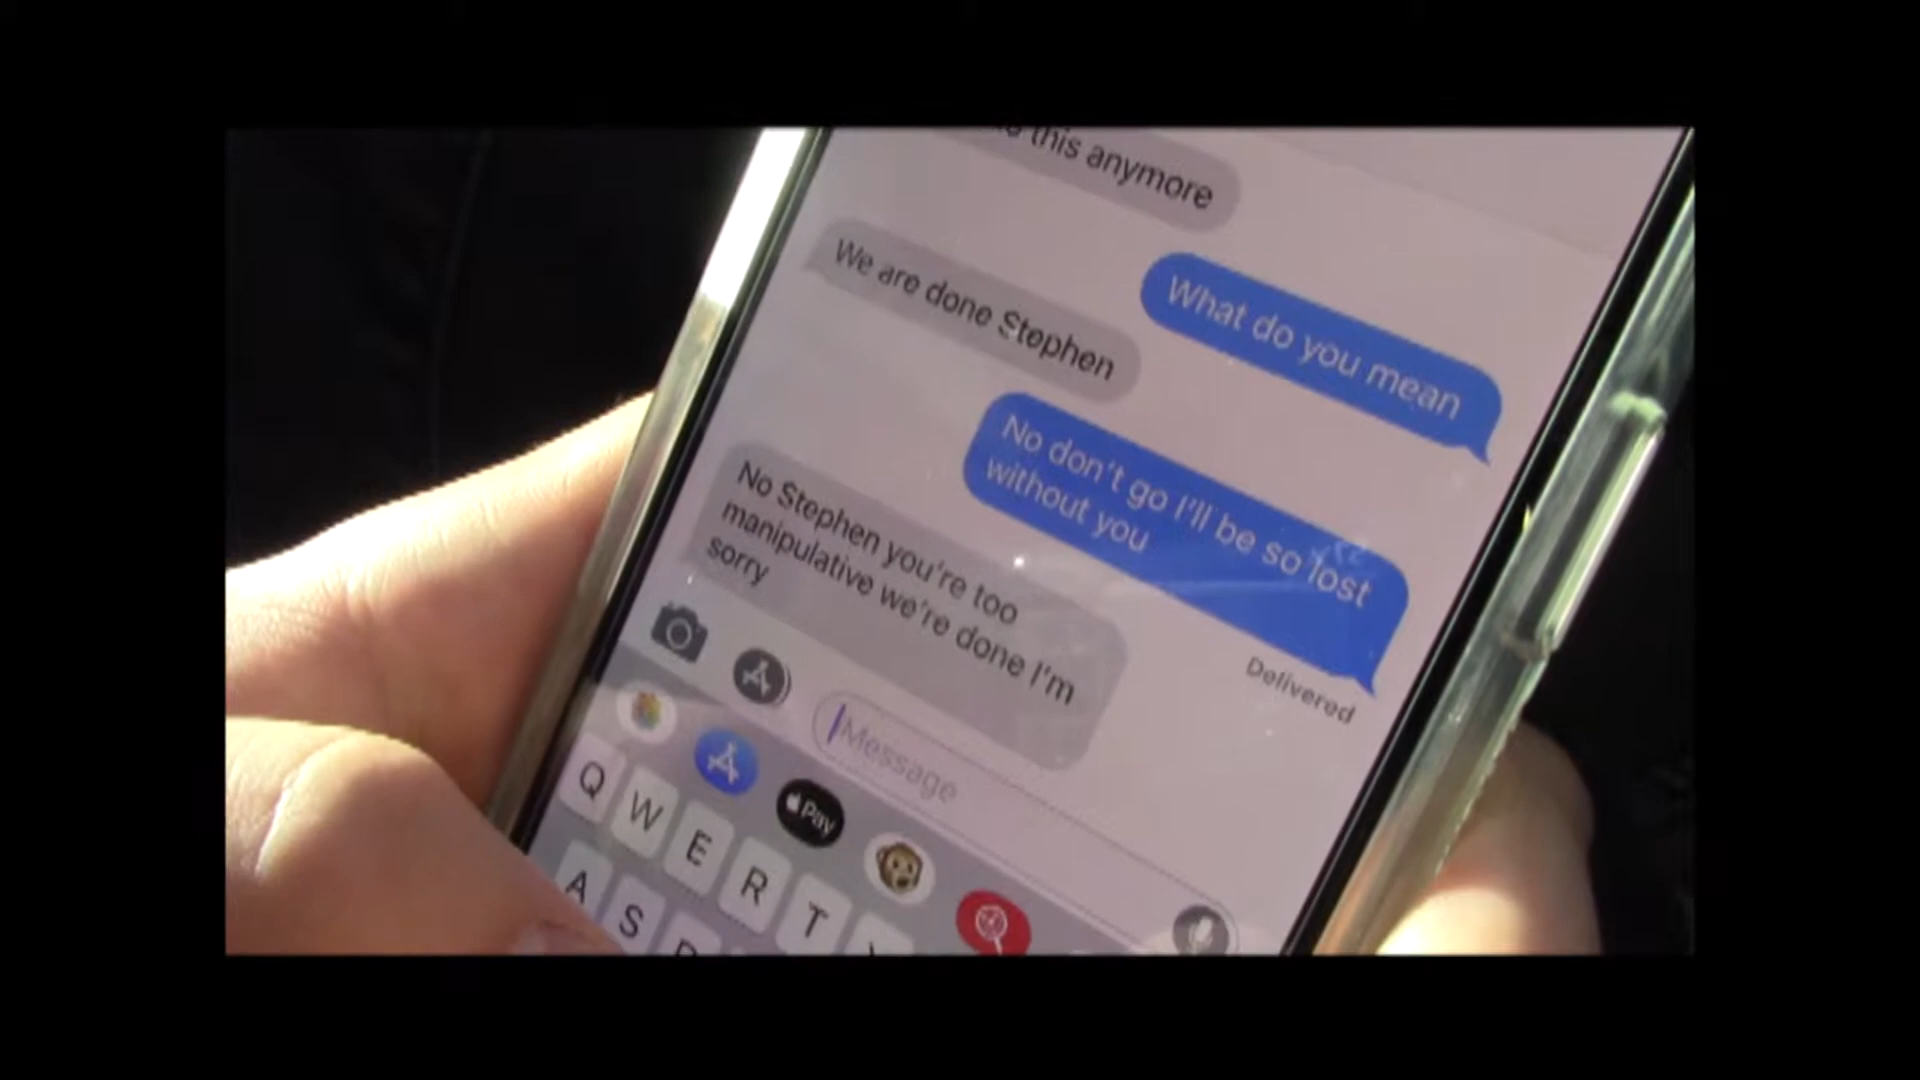 this anymore
What do you mean
We are done Stephen
No don't go I'll be so lost
without you
Delivered
No Stephen you're too
manipulative we're done I'm
sorry
Message
Pay
Q W E R T
A S